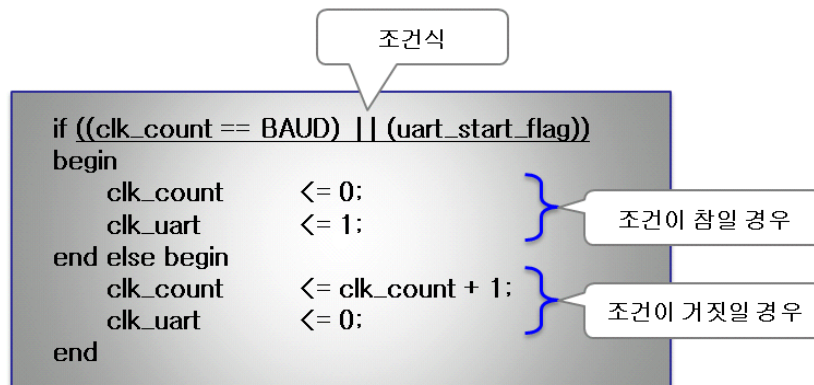 조건식
if ((clk_count == BAUD) || (uart_start_flag))
begin
clk_count <= 0;
clk_uart <= 1;
조건이 참일 경우
end else begin
clk_count <= clk_count + 1;
clk_uart <= 0;
조건이 거짓일 경우
end